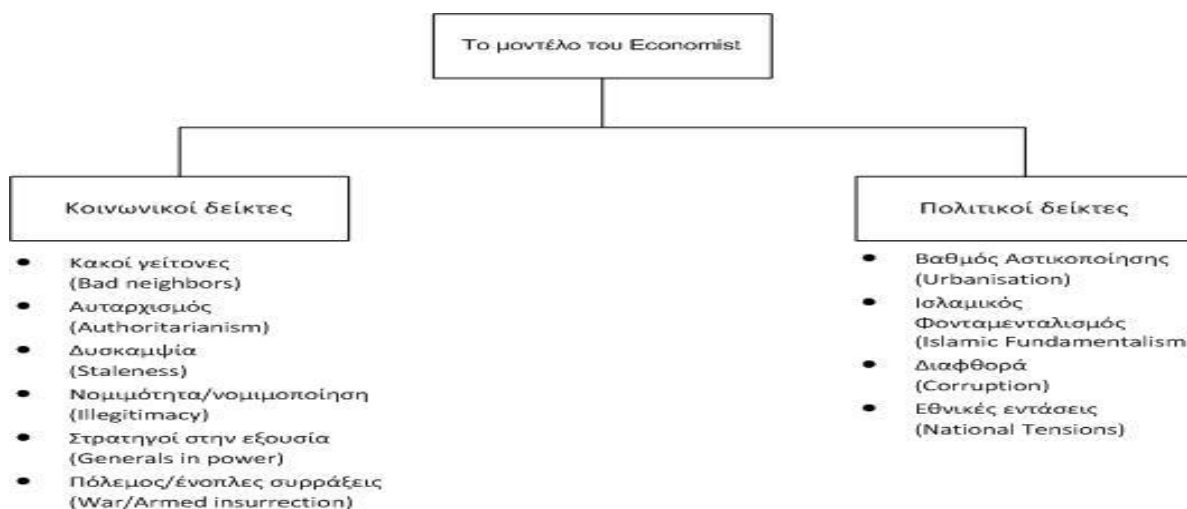 Το μοντέλο του Economist
Κοινωνικοί δείκτες
Κακοί γείτονες
(Bad neighbors)
Αυταρχισμός
(Authoritarianism)
Δυσκαμψία
(Staleness)
Νομιμότητα/νομιμοποίηση
(Illegitimacy)
Στρατηγοί στην εξουσία
(Generals in power)
Πόλεμος/ένοπλες συρράξεις
(War/Armed insurrection)
Πολιτικοί δείκτες
Βαθμός Αστικοποίησης
(Urbanisation)
Ισλαμικός
Φονταμενταλισμός
(Islamic Fundamentalism
Διαφθορά
(Corruption)
Εθνικές εντάσεις
(National Tensions)